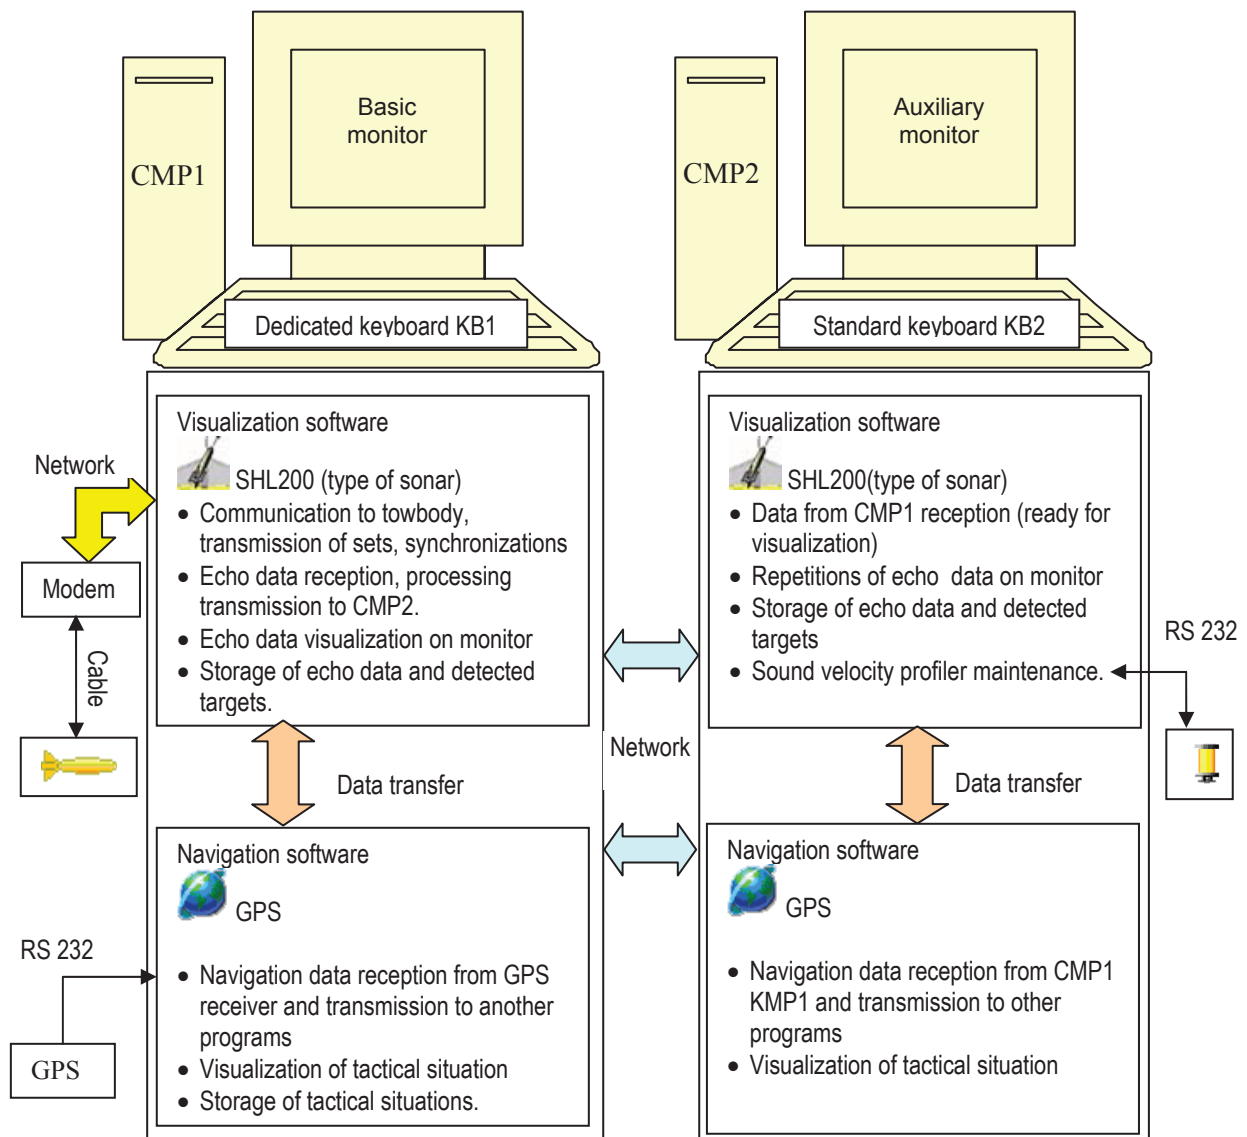 Basic
monitor
CMP1
Dedicated keyboard KB1
Auxiliary
monitor
CMP2
Standard keyboard KB2
Visualization software
SHL200 (type of sonar)
• Communication to towbody,
transmission of sets, synchronizations
• Echo data reception, processing
transmission to CMP2.
• Echo data visualization on monitor
• Storage of echo data and detected
targets.
Network
Modem
Cable
Visualization software
SHL200(type of sonar)
• Data from CMP1 reception (ready for
visualization)
• Repetitions of echo data on monitor
• Storage of echo data and detected
targets
• Sound velocity profiler maintenance.
RS 232
Network
Data transfer
Data transfer
Navigation software
GPS
• Navigation data reception from GPS
receiver and transmission to another
programs
• Visualization of tactical situation
• Storage of tactical situations.
RS 232
GPS
Navigation software
GPS
• Navigation data reception from CMP1
KMP1 and transmission to other
programs
• Visualization of tactical situation